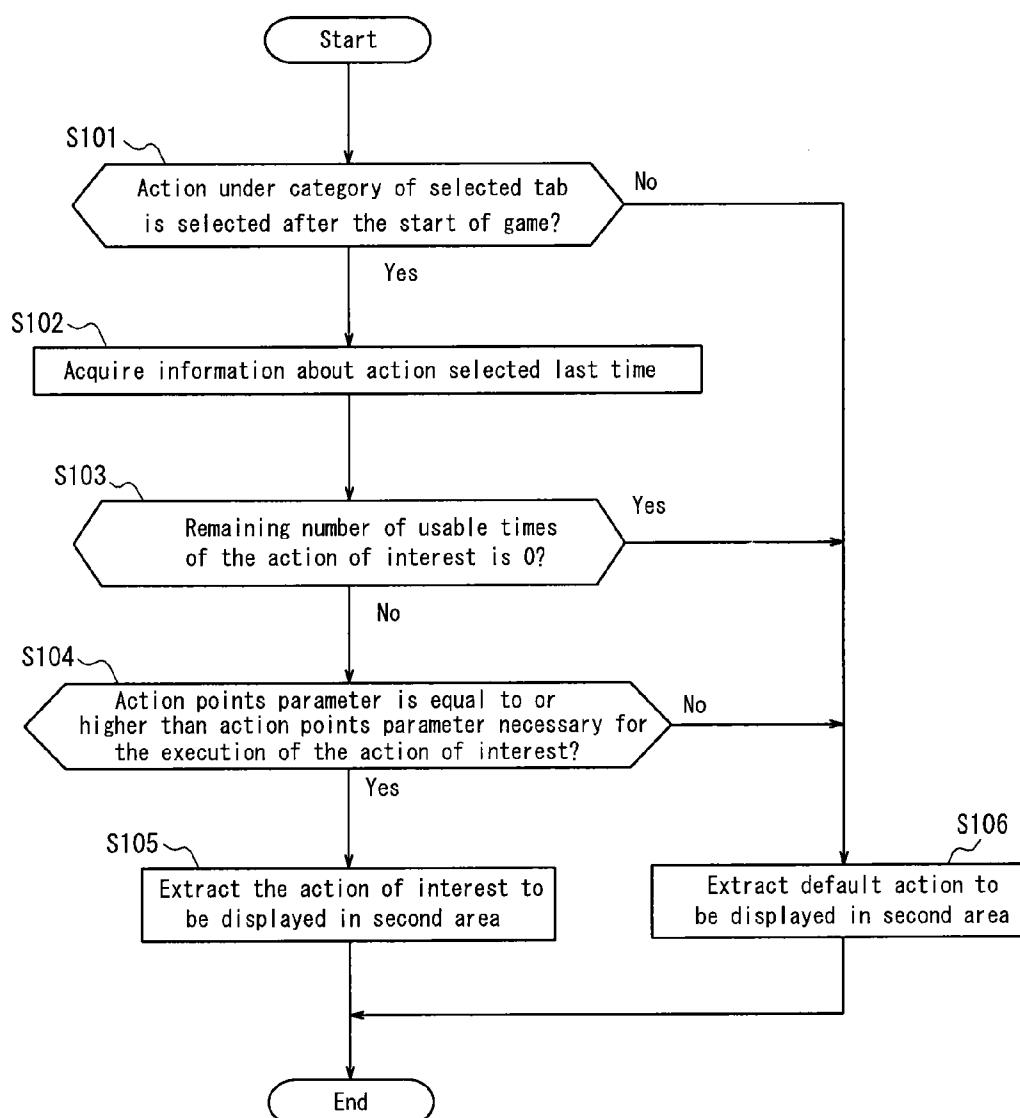 Start
S101
Action under category of selected tab
is selected after the start of game?
No
Yes
S102
Acquire information about action selected last time
S103
Remaining number of usable times
of the action of interest is 0?
Yes
No
S104
Action points parameter is equal to or
higher than action points parameter necessary for
the execution of the action of interest?
No
Yes
S105
Extract the action of interest to
be displayed in second area
S106
Extract default action to
be displayed in second area
End